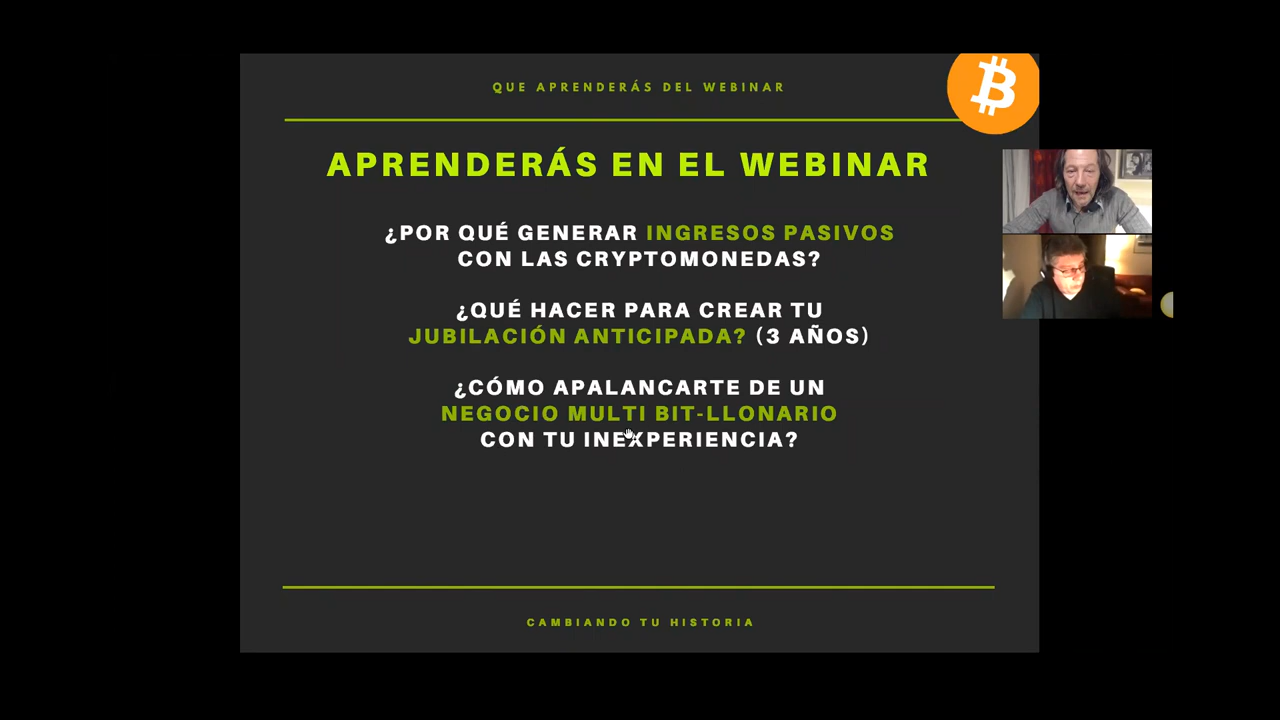 QUE APRENDERÁS DEL WEBINAR
APRENDERÁS EN EL WEBINAR
¿POR QUÉ GENERAR INGRESOS PASIVOS
CON LAS CRYPTOMONEDAS?
¿QUÉ HACER PARA CREAR TU
JUBILACIÓN ANTICIPADA? (3 AÑOS)
¿CÓMO APALANCARTE DE UN
NEGOCIO MULTI BIT-LLONARIO
CON TU INEXPERIENCIA?
CAMBIANDO TU HISTORIA